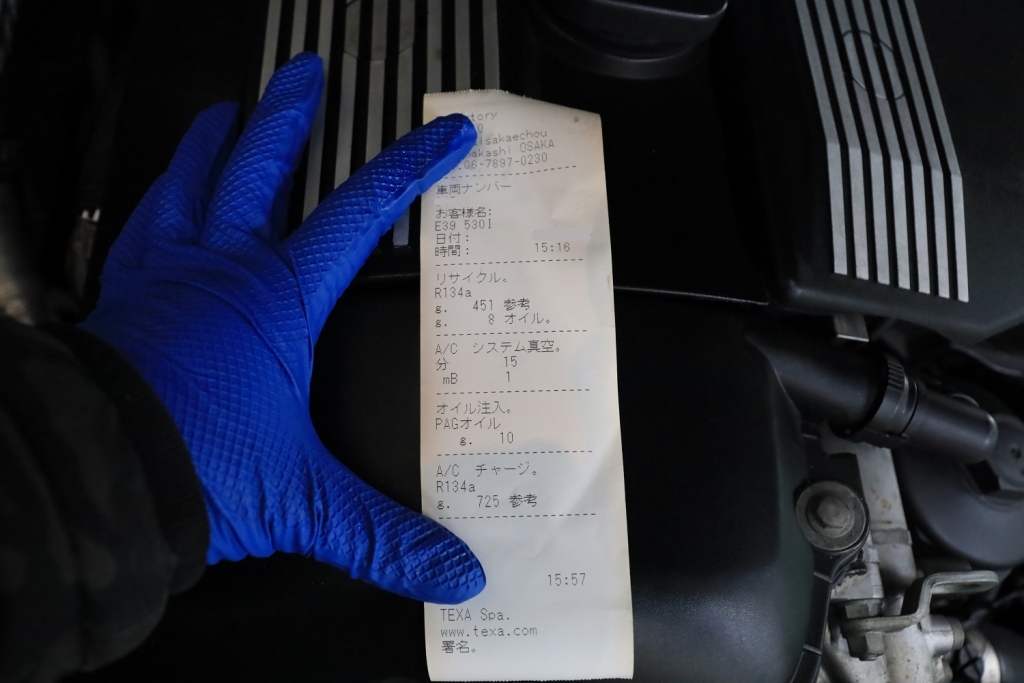 tory
0
isakaechou
akashi OSAKA
.06-7897-0230
車両ナンバー
お客様名:
E39 530I
日付:
時間: 15:16
リサイクル。
R134a
g. 451 参考
g. 8 オイル。
A/C システム真空。
分 15
mB 1
オイル注入。
PAGオイル
g. 10
A/C チャージ。
R134a
g. 725 参考
15:57
TEXA Spa.
www.texa.com
署名。